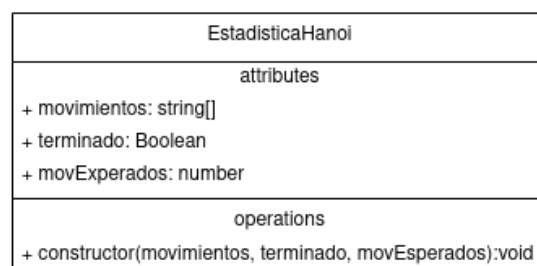 EstadisticaHanoi
attributes
+ movimientos: string[]
+ terminado: Boolean
+ movExperados: number
operations
+ constructor(movimientos, terminado, movEsperados):void